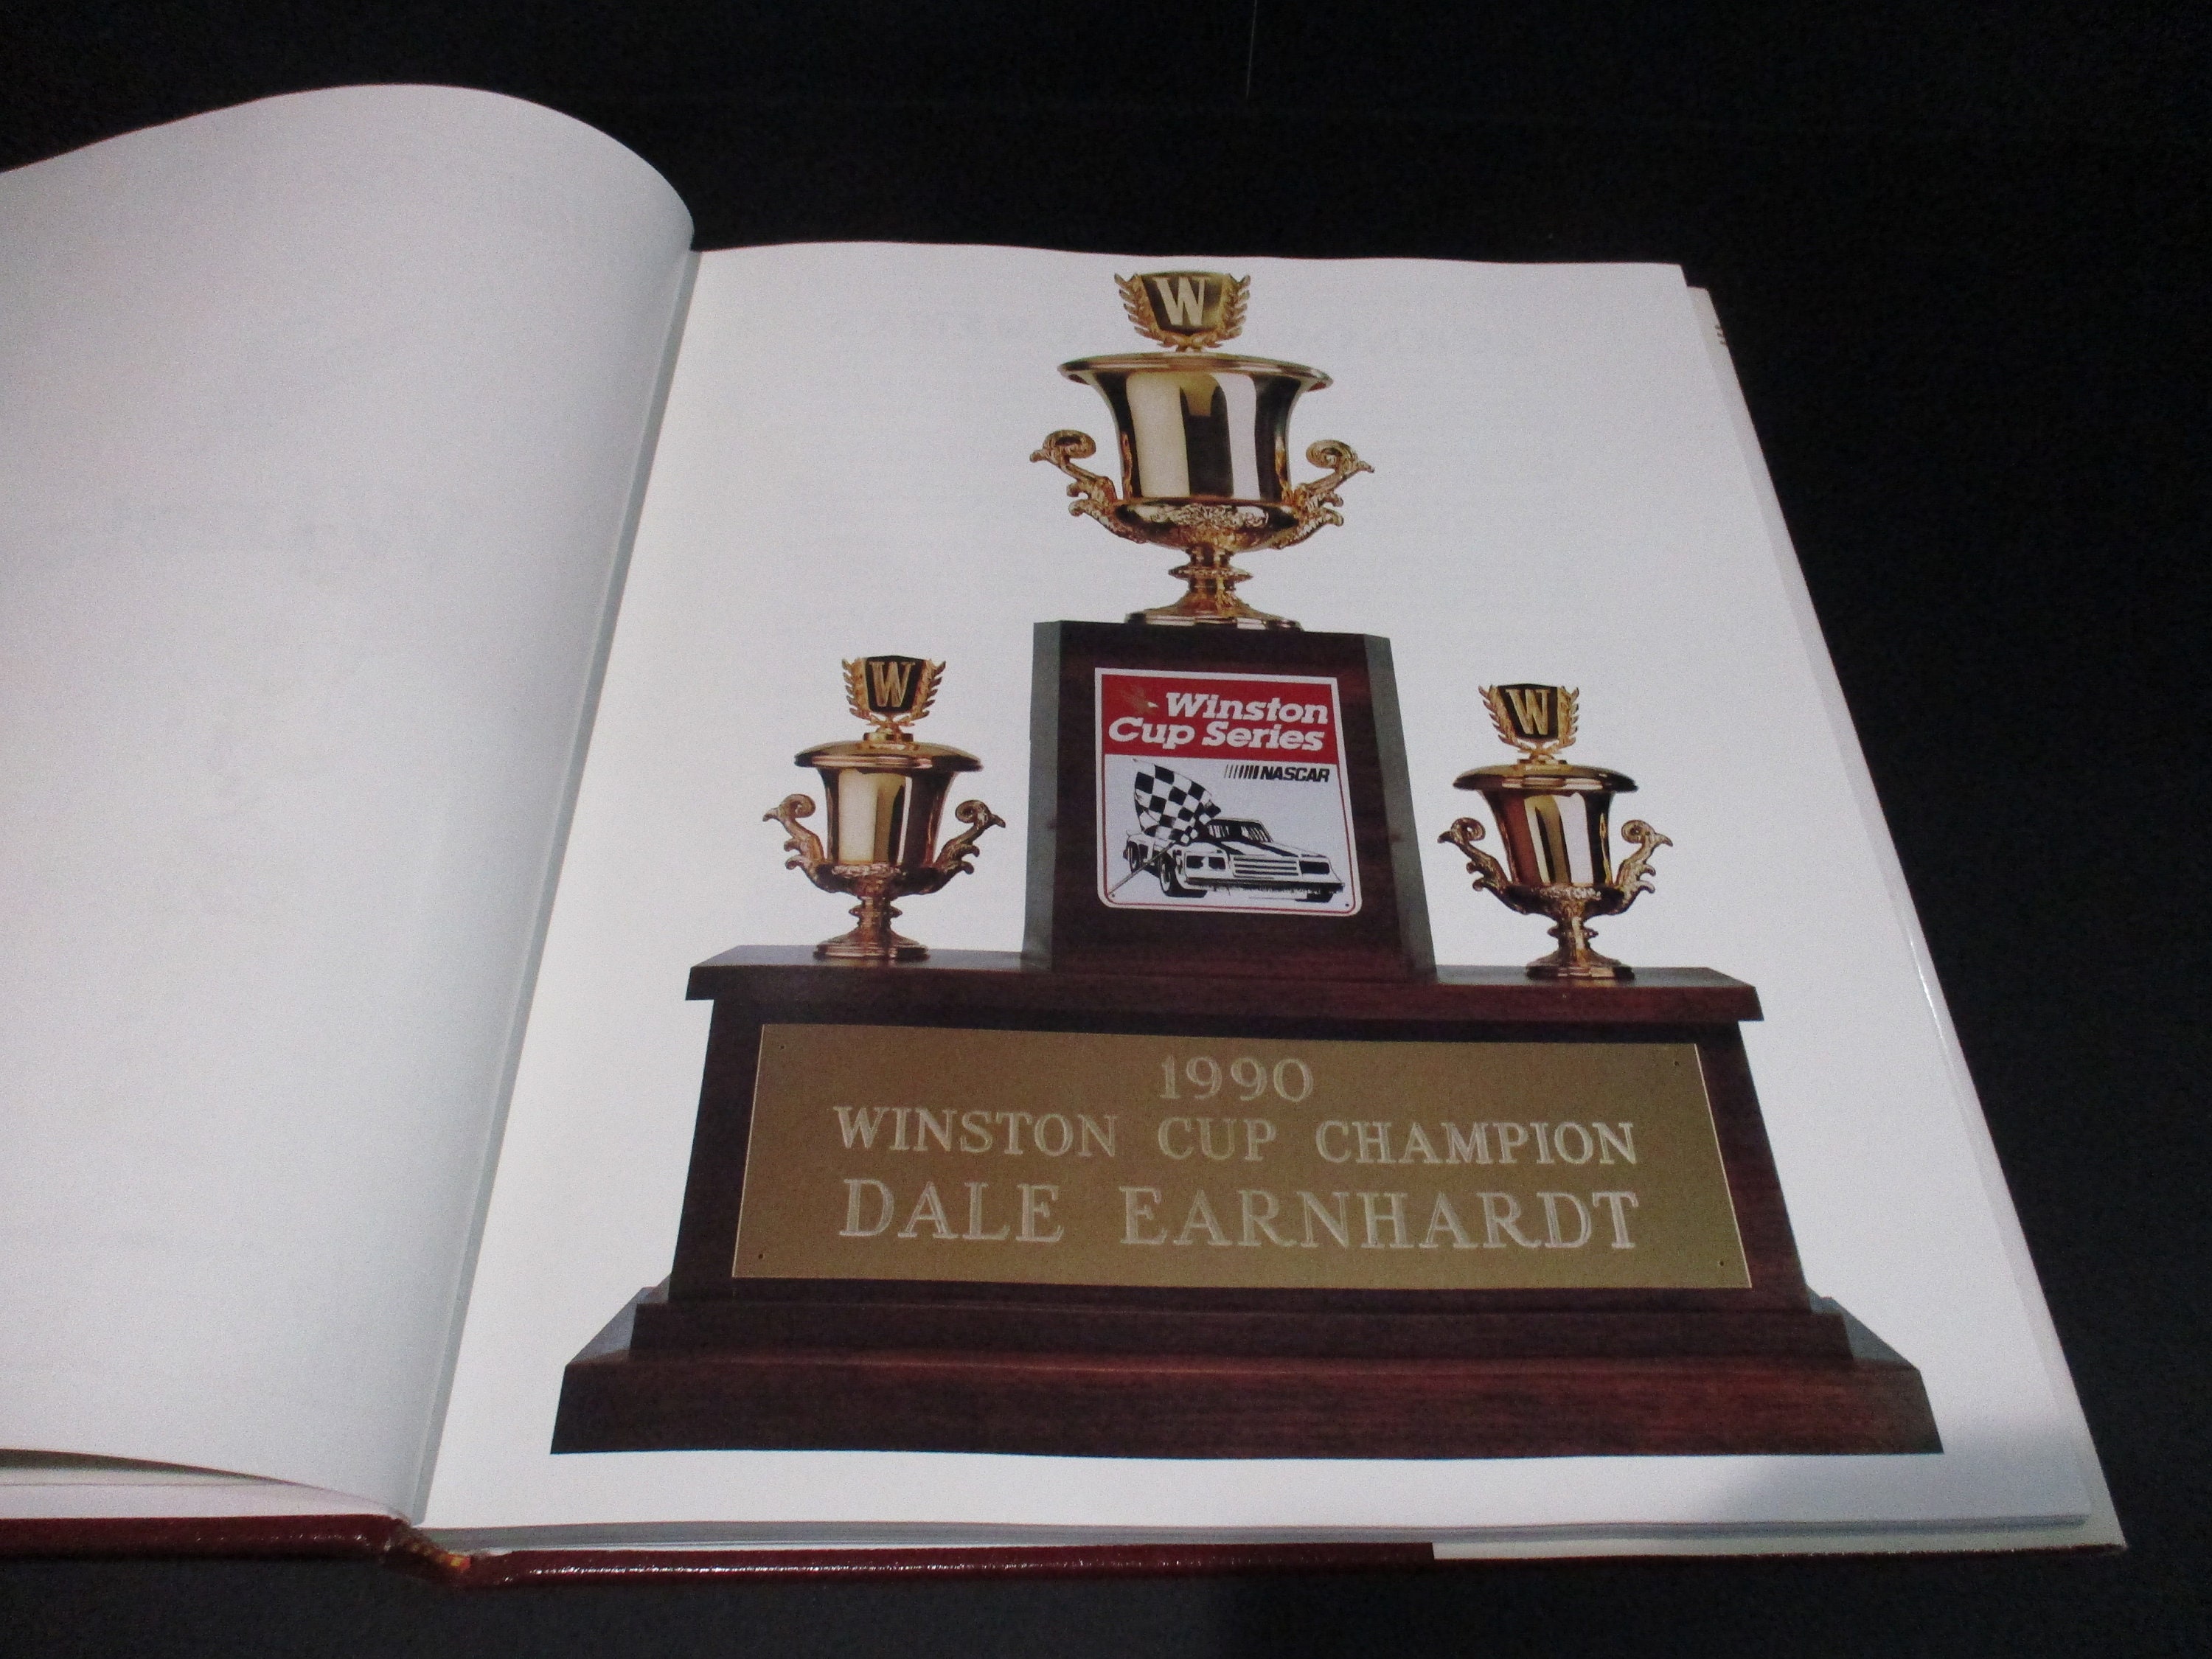 W
W
W
Winston
Cup Series
NASCAR
1990
WINSTON CUP CHAMPION
DALE EARNHARDT